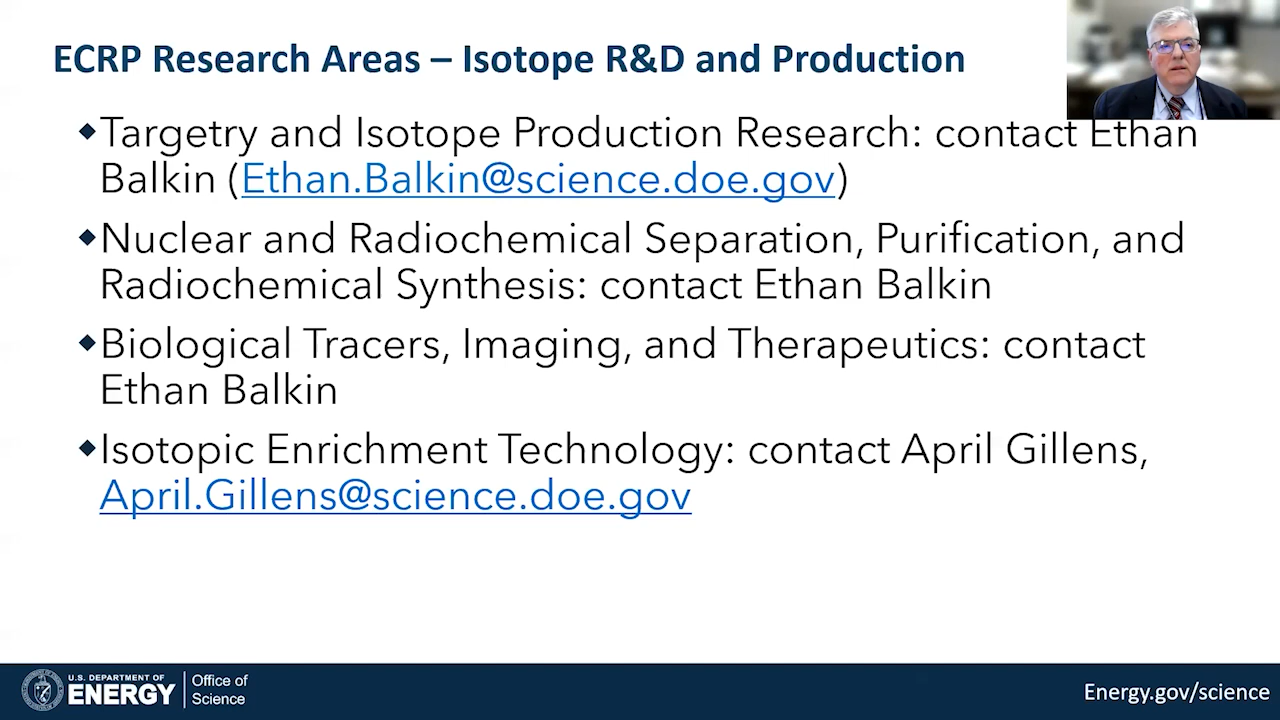 ECRP Research Areas – Isotope R&D and Production
◆Targetry and Isotope Production Research: contact Ethan
Balkin (Ethan.Balkin@science.doe.gov)
◆Nuclear and Radiochemical Separation, Purification, and
Radiochemical Synthesis: contact Ethan Balkin
◆Biological Tracers, Imaging, and Therapeutics: contact
Ethan Balkin
◆Isotopic Enrichment Technology: contact April Gillens,
April.Gillens@science.doe.gov
U.S. DEPARTMENT OF
ENERGY
Office of
Science
Energy.gov/science